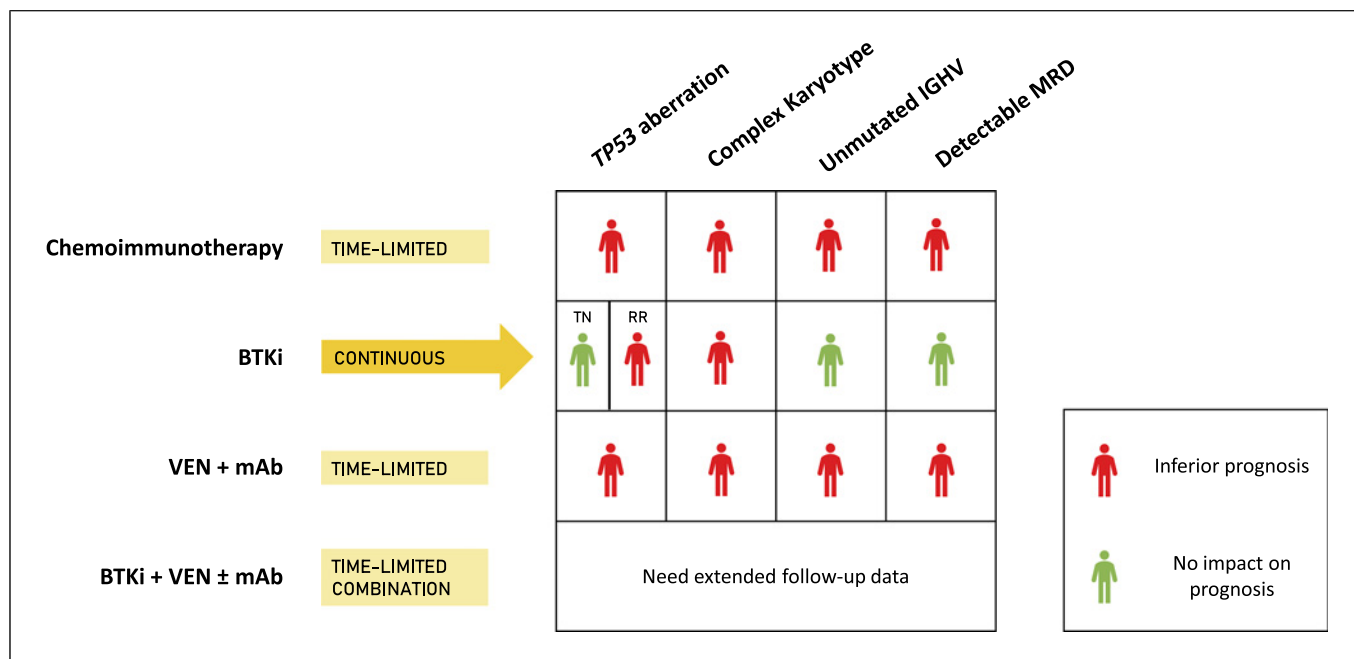 TP53 aberration
Complex Karyotype
Unmutated IGHV
Detectable MRD
Chemoimmunotherapy
TIME-LIMITED
TN
RR
BTKi
CONTINUOUS
VEN + mAb
TIME-LIMITED
Inferior prognosis
BTKi + VEN ± mAb
TIME-LIMITED
COMBINATION
Need extended follow-up data
No impact on
prognosis